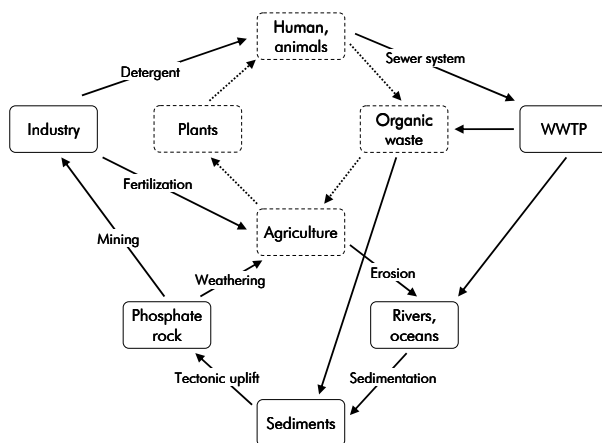 Human,
animals
Sewer system
Detergent
Industry
Plants
Organic
waste
WWTP
Fertilization
Agriculture
Mining
Weathering
Erosion
Phosphate
rock
Rivers,
oceans
Tectonic uplift
Sedimentation
Sediments